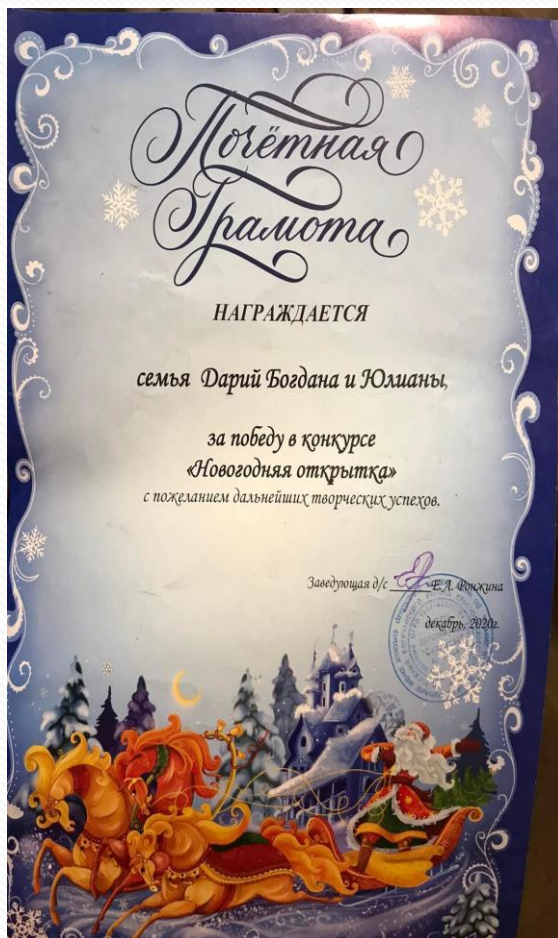 Почётная
Грамота
НАГРАЖДАЕТСЯ
семья Дарий Богдана и Юлианы,
за победу в конкурсе
«Новогодняя открытка»
с пожеланием дальнейших творческих успехов.
Заведующая д/с Е.А. Фонжина
декабрь, 2020г.